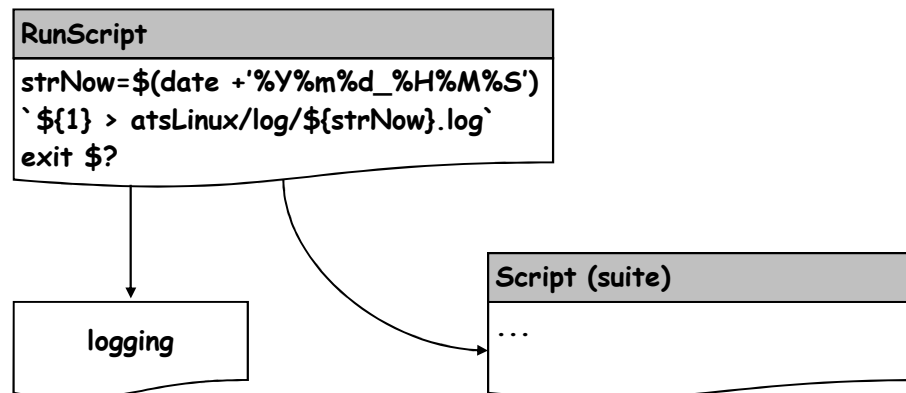 RunScript
strNow=$(date +'%Y%m%d_%H%M%S')
`${1} > atsLinux/log/${strNow}.log`
exit $?
Script (suite)
logging
...